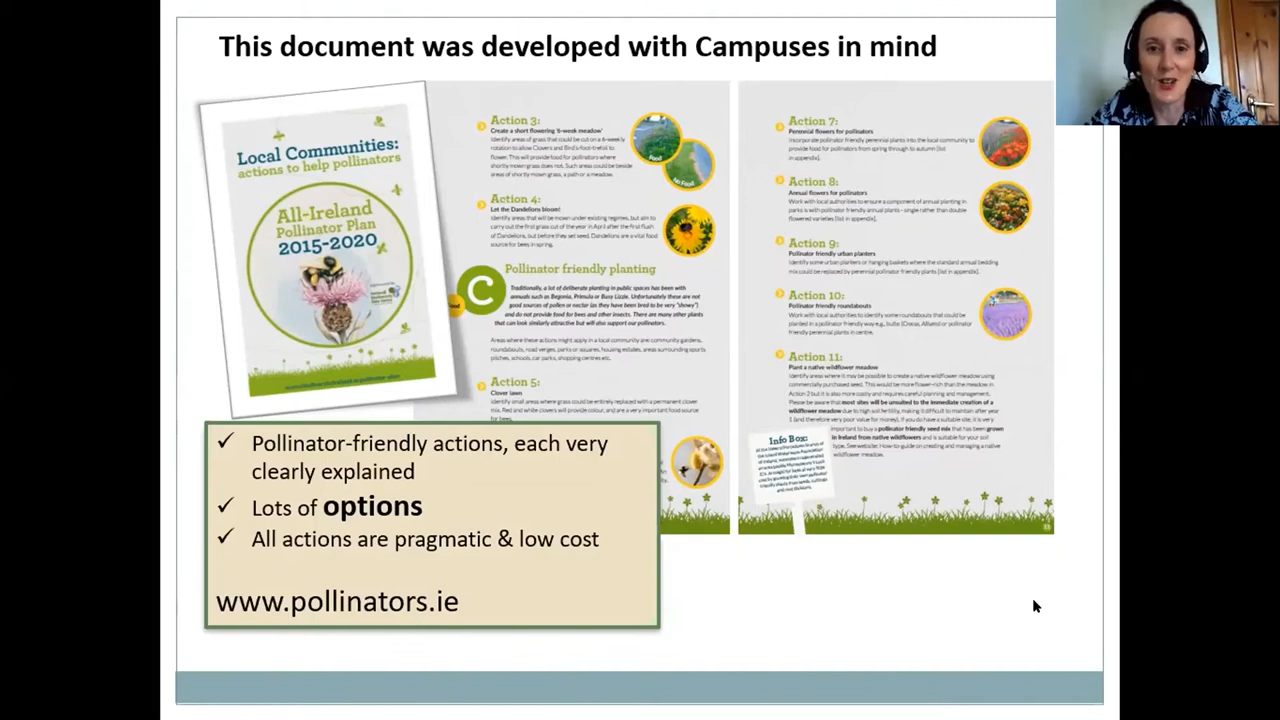 This document was developed with Campuses in mind
Local Communities:
actions to help pollinators
All-Ireland
Pollinator Plan
2015-2020
Action 3:
Create a short flowering '6-week meadow'
Identify areas of grass that could be cut on a 6-weekly
rotation to allow Clovers and Bird's-foot-trefoil to
flower. This will provide food for pollinators where
shortly mown grass does not. Such areas could be beside
areas of shortly mown grass, a path or a meadow.
Food
No Food
Action 4:
Let the Dandelions bloom!
Identify areas that will be mown under existing regimes, but aim to
carry out the first grass cut of the year in April after the first flush
of Dandelions, but before they set seed. Dandelions are a vital food
source for bees in spring.
C
Pollinator friendly planting
Traditionally, a lot of deliberate planting in public spaces has been with
annuals such as Begonia, Primula or Busy Lizzie. Unfortunately these are not
good sources of pollen or nectar (as they have been bred to be very "showy")
and do not provide food for bees and other insects. There are many other plants
that can look similarly attractive but will also support our pollinators.
Areas where these actions might apply in a local community are community gardens,
roundabouts, road verges, parks or squares, housing estates, areas surrounding sports
pitches, schools, car parks, shopping centres etc.
Action 5:
Clover lawn
Identify small areas where grass could be entirely replaced with a permanent clover
mix. Red and white clovers will provide colour, and are a very important food source
for bees.
Action 7:
Perennial flowers for pollinators
Incorporate pollinator friendly perennial plants into the local community to
provide food for pollinators from spring through to autumn [list
in appendix].
Action 8:
Annual flowers for pollinators
Work with local authorities to ensure a component of annual planting in
parks is with pollinator friendly annual plants - single rather than double
flowered varieties [list in appendix].
Action 9:
Pollinator friendly urban planters
Identify some urban planters or hanging baskets where the standard annual bedding
mix could be replaced by perennial pollinator friendly plants [list in appendix].
Action 10:
Pollinator friendly roundabouts
Work with local authorities to identify some roundabouts that could be
planted in a pollinator friendly way e.g., bulbs (Crocus, Alliums) or pollinator
friendly perennial plants in centre.
Action 11:
Plant a native wildflower meadow
Identify areas where it may be possible to create a native wildflower meadow using
commercially purchased seed. This would be more flower-rich than the meadow in
Action 2 but it is also more costly and requires careful planning and management.
Please be aware that most sites will be unsuited to the immediate creation of a
wildflower meadow due to high soil fertility, making it difficult to maintain after year
1 (and therefore very poor value for money). If you do have a suitable site, it is very
important to buy a pollinator friendly seed mix that has been grown
in Ireland from native wildflowers and is suitable for your soil
type. See website: How-to-guide on creating and managing a native
wildflower meadow.
Info Box:
Pollinator-friendly actions, each very
clearly explained
Lots of options
All actions are pragmatic & low cost
www.pollinators.ie